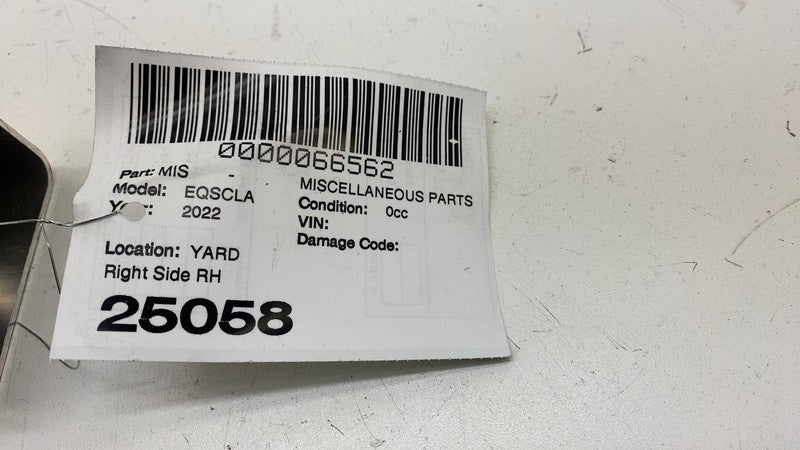 0000066562
Part: MIS -
MISCELLANEOUS PARTS
Model: EQSCLA
Condition: 0cc
Year: 2022
VIN:
Damage Code:
Location: YARD
Right Side RH
25058